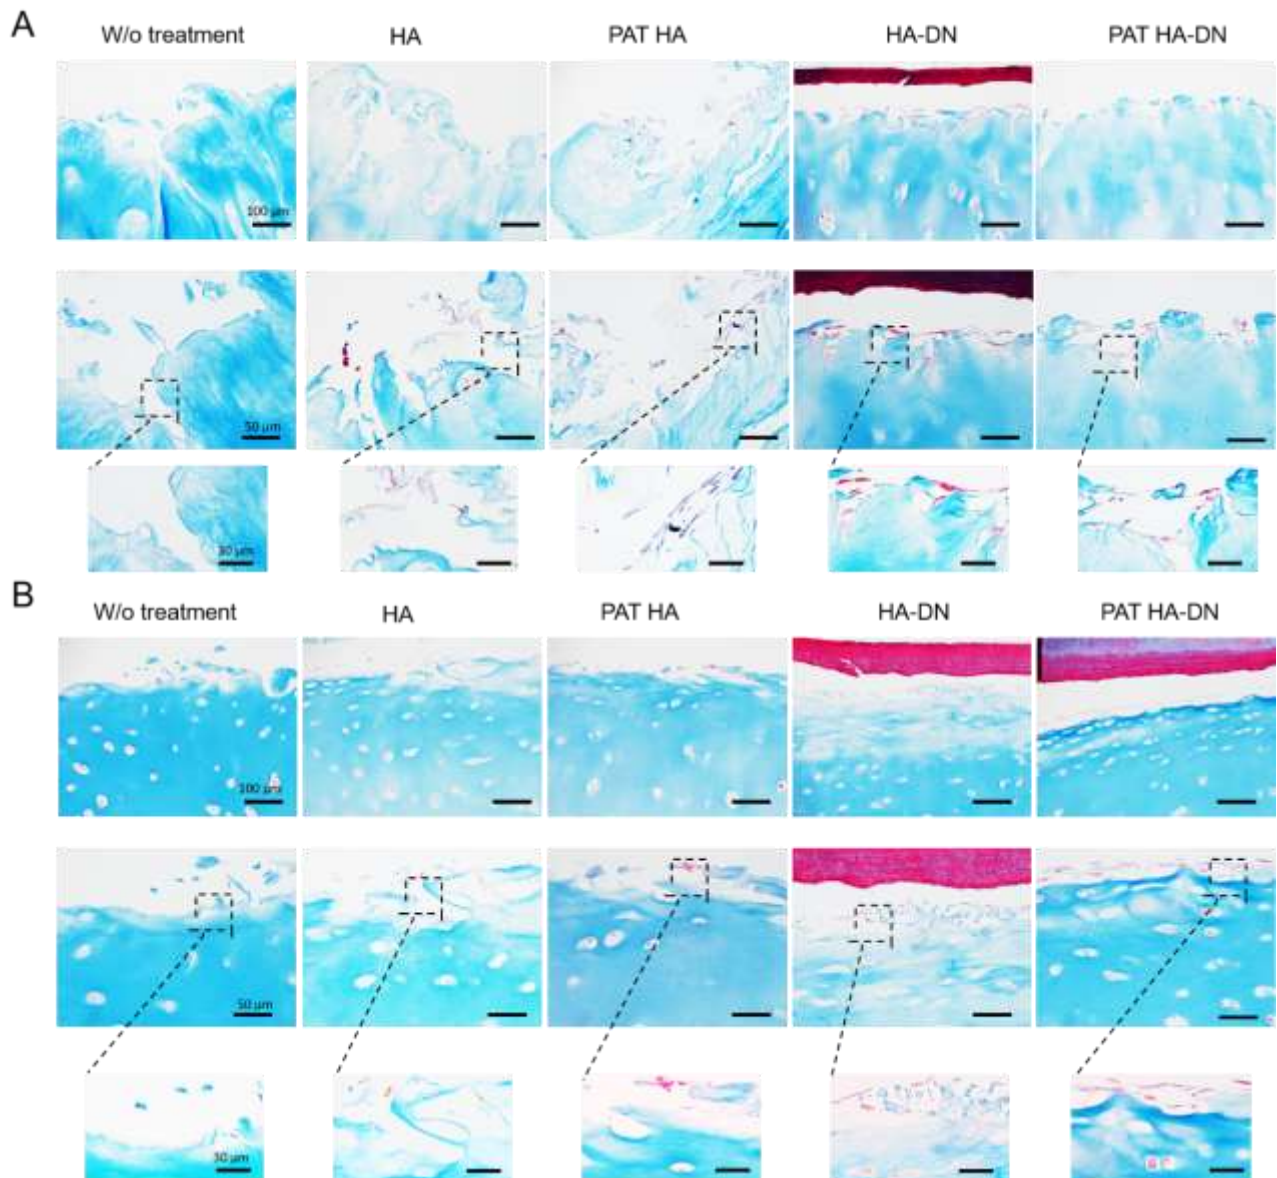 A
W/o treatment HA PAT HA HA-DN PAT HA-DN
100 µm
50 µm
30 µm
B
W/o treatment HA PAT HA HA-DN PAT HA-DN
100 µm
50 µm
30 µm